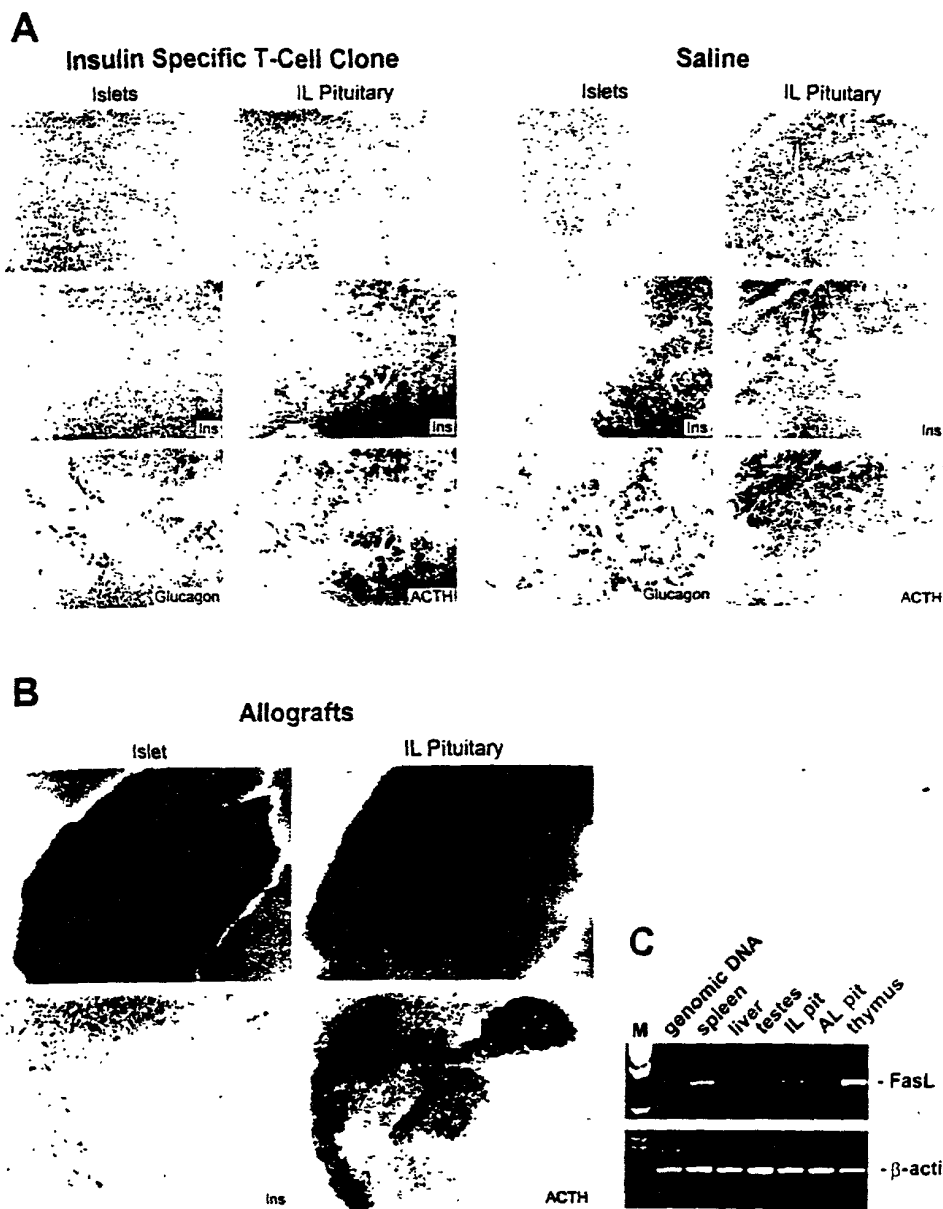 A
Insulin Specific T-Cell Clone
Saline
Islets
IL Pituitary
Islets
IL Pituitary
Ins
Ins
Ins
Ins
Glucagon
ACTH
Glucagon
ACTH
B
Allografts
Islet
IL Pituitary
Ins
ACTH
C
M
genomic DNA
spleen
liver
testes
IL pit
AL pit
thymus
- FasL
- β-acti